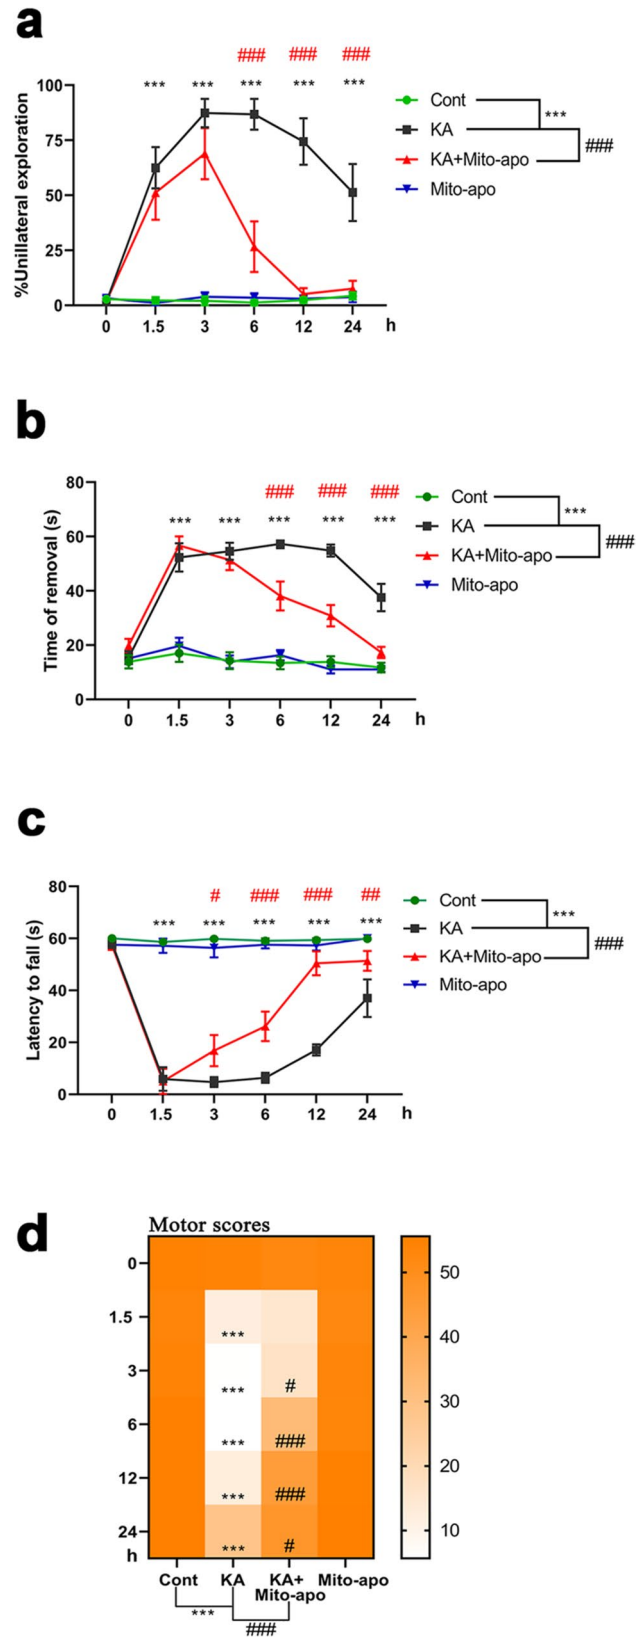 a
### ### ###
*** *** *** *** ***
%Unillateral exploration
100
75
50
25
0
0 1.5 3 6 12 24 h
Cont
KA
KA+Mito-apo
Mito-apo
***
###
b
### ### ###
*** *** *** *** ***
Time of removal (s)
80
60
40
20
0
0 1.5 3 6 12 24 h
Cont
KA
KA+Mito-apo
Mito-apo
***
###
c
# ### ### ##
*** *** *** *** ***
Latency to fall (s)
80
60
40
20
0
0 1.5 3 6 12 24 h
Cont
KA
KA+Mito-apo
Mito-apo
***
###
d
Motor scores
0
1.5 ***
3 *** #
6 *** ###
12 *** ###
24 *** #
h
50
40
30
20
10
Cont KA KA+ Mito-apo
Mito-apo
***
###